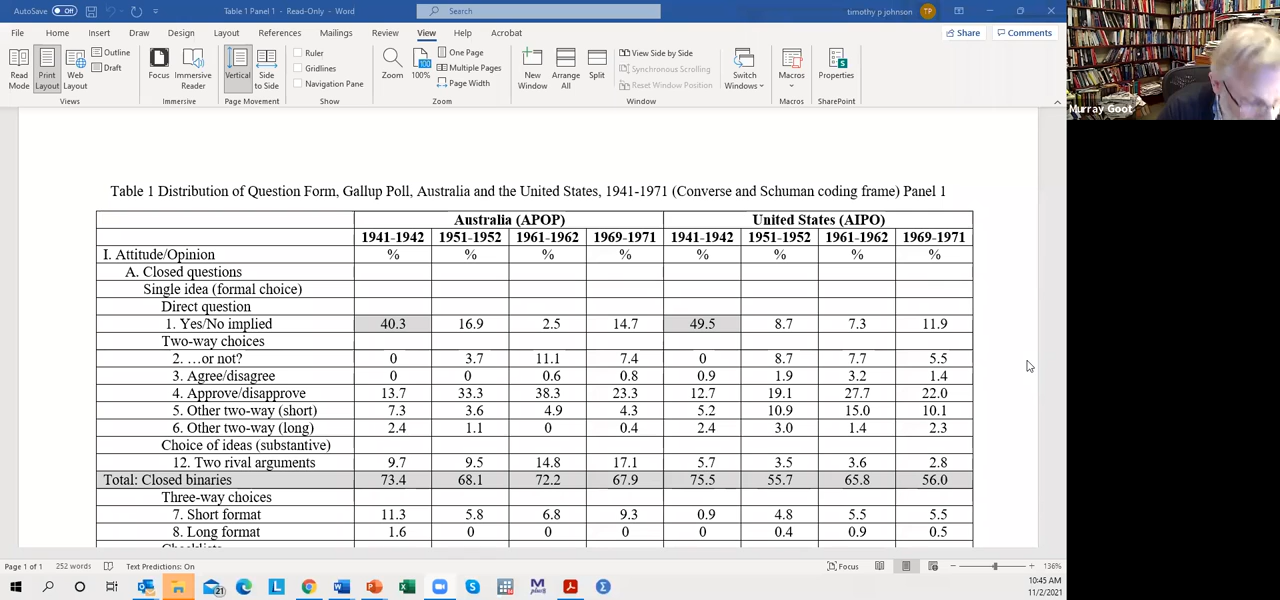 AutoSave Off Table 1 Panel 1 - Read-Only - Word Search timothy p johnson TP
File Home Insert Draw Design Layout References Mailings Review View Help Acrobat Share Comments
Read Mode Print Layout Web Layout Outline Draft Focus Immersive Reader Vertical Side to Side Ruler Gridlines Navigation Pane Zoom 100 100% One Page Multiple Pages Page Width New Window Arrange All Split View Side by Side Synchronous Scrolling Reset Window Position Switch Windows Macros Properties
Views Immersive Page Movement Show Zoom Window Macros SharePoint
Murray Goot
Table 1 Distribution of Question Form, Gallup Poll, Australia and the United States, 1941-1971 (Converse and Schuman coding frame) Panel 1
Australia (APOP) United States (AIPO)
1941-1942 1951-1952 1961-1962 1969-1971 1941-1942 1951-1952 1961-1962 1969-1971
I. Attitude/Opinion % % % % % % % %
A. Closed questions
Single idea (formal choice)
Direct question
1. Yes/No implied 40.3 16.9 2.5 14.7 49.5 8.7 7.3 11.9
Two-way choices
2. …or not? 0 3.7 11.1 7.4 0 8.7 7.7 5.5
3. Agree/disagree 0 0 0.6 0.8 0.9 1.9 3.2 1.4
4. Approve/disapprove 13.7 33.3 38.3 23.3 12.7 19.1 27.7 22.0
5. Other two-way (short) 7.3 3.6 4.9 4.3 5.2 10.9 15.0 10.1
6. Other two-way (long) 2.4 1.1 0 0.4 2.4 3.0 1.4 2.3
Choice of ideas (substantive)
12. Two rival arguments 9.7 9.5 14.8 17.1 5.7 3.5 3.6 2.8
Total: Closed binaries 73.4 68.1 72.2 67.9 75.5 55.7 65.8 56.0
Three-way choices
7. Short format 11.3 5.8 6.8 9.3 0.9 4.8 5.5 5.5
8. Long format 1.6 0 0 0 0 0.4 0.9 0.5
Checklists
Page 1 of 1 252 words Text Predictions: On Focus 136%
21 10:45 AM
11/2/2021